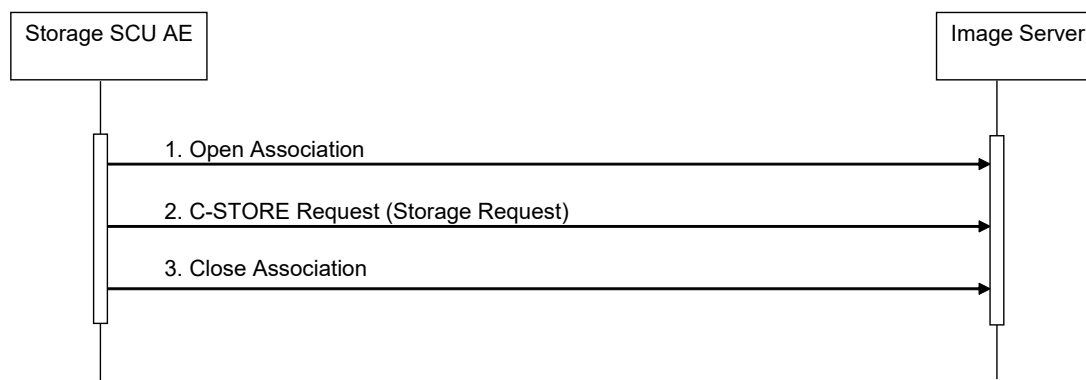 Storage SCU AE
Image Server
1. Open Association
2. C-STORE Request (Storage Request)
3. Close Association